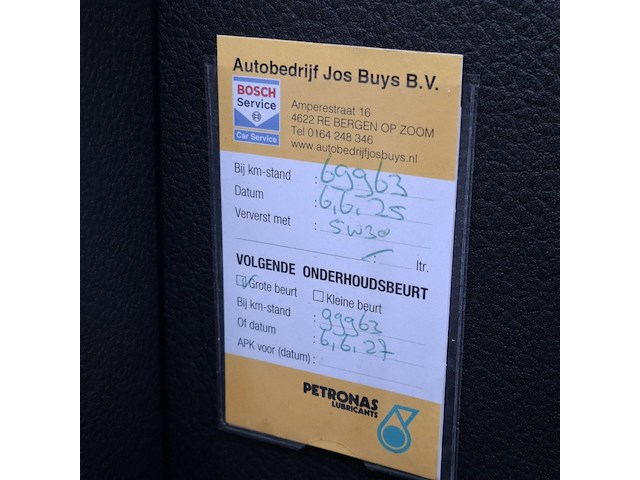 Autobedrijf Jos Buys B.V.
BOSCH
Service
Car Service
Amperestraat 16
4622 RE BERGEN OP ZOOM
Tel 0164 248 346
www.autobedrijfjosbuys.nl
Bij km-stand : 69963
Datum : 6,6,25
Ververst met : 5W30
: ltr.
VOLGENDE ONDERHOUDSBEURT
Grote beurt Kleine beurt
Bij km-stand : 99963
Of datum : 6,6,27
APK voor (datum) :
PETRONAS
LUBRICANTS